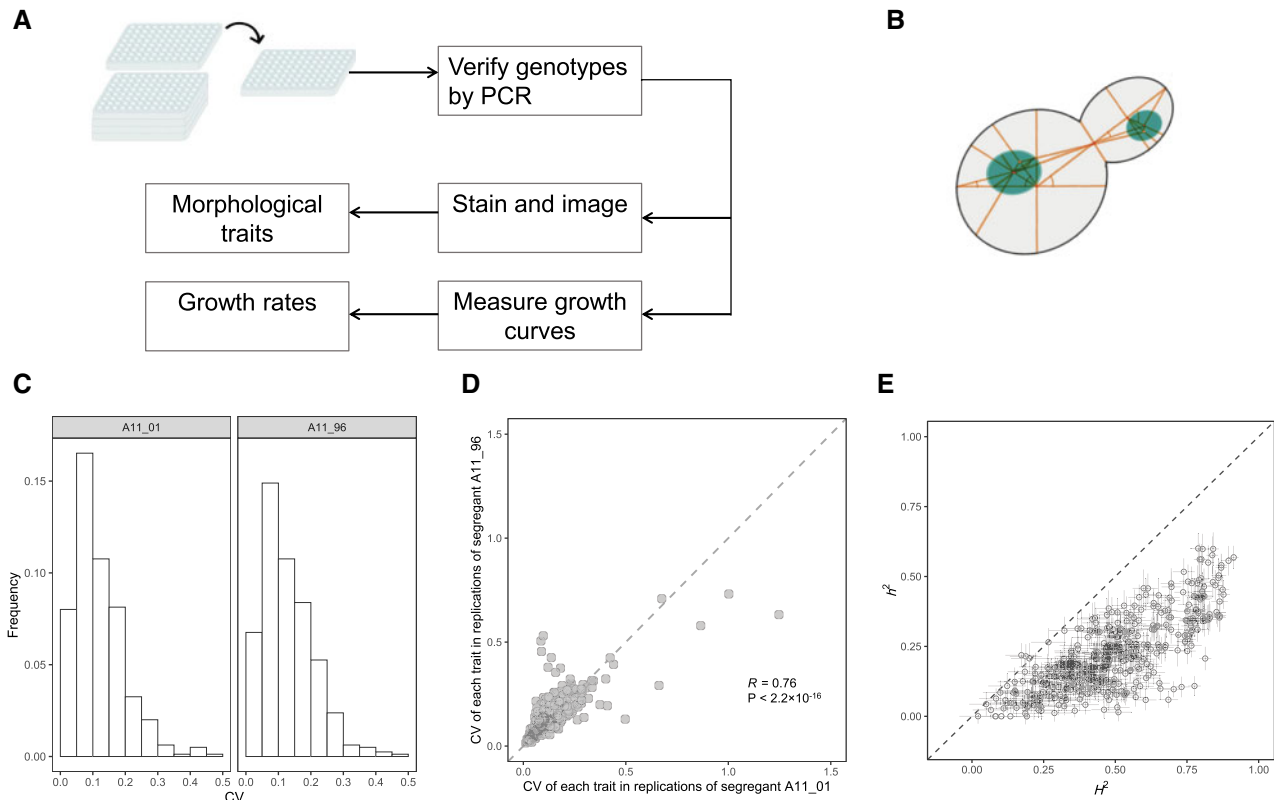 A
B
Verify genotypes
by PCR
Morphological
traits
Stain and image
Growth rates
Measure growth
curves
C
D
E
A11_01
A11_96
Frequency
0.15
0.10
0.05
0.00
0.0 0.1 0.2 0.3 0.4 0.5
0.0 0.1 0.2 0.3 0.4 0.5
CV
CV of each trait in replications of segregant A11_96
1.5
1.0
0.5
0.0
R = 0.76
P < 2.2×10⁻¹⁶
0.0 0.5 1.0 1.5
CV of each trait in replications of segregant A11_01
h²
1.00
0.75
0.50
0.25
0.00
0.00 0.25 0.50 0.75 1.00
H²